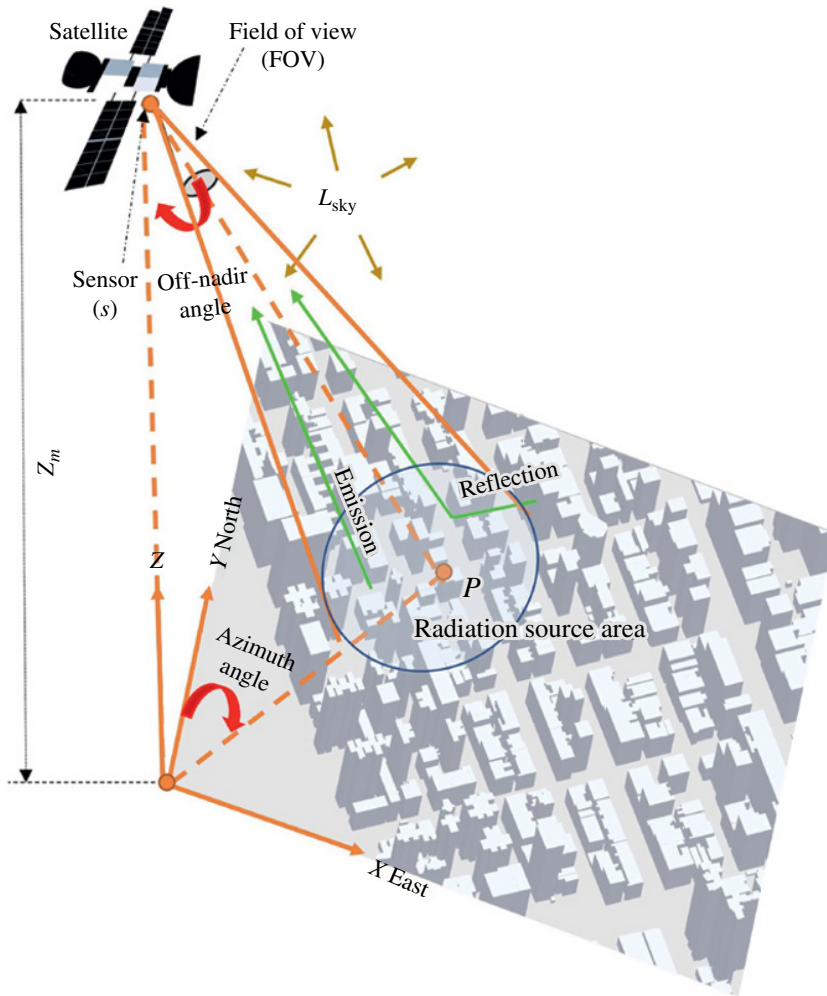 Satellite
Field of view
(FOV)
L_sky
Sensor
(s)
Off-nadir
angle
Z_m
Emission
Reflection
Y North
Z
P
Radiation source area
Azimuth
angle
X East